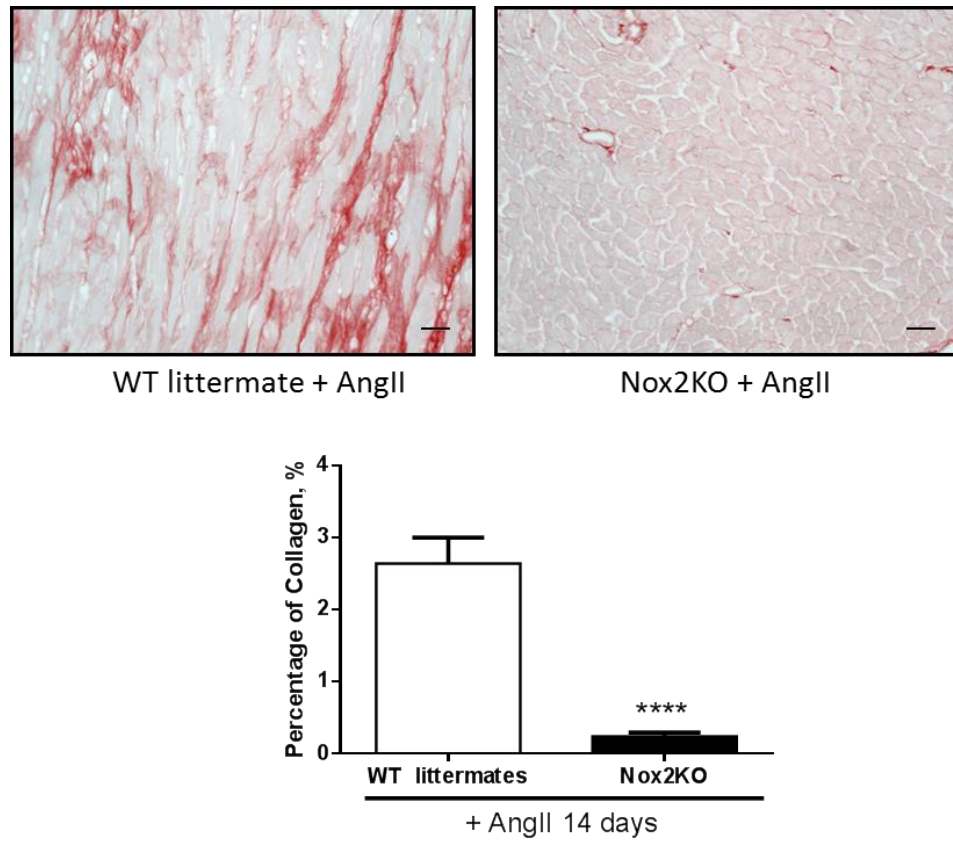 WT littermate + AngII
Nox2KO + AngII
Percentage of Collagen, %
4
3
2
1
0
****
WT littermates
Nox2KO
+ AngII 14 days